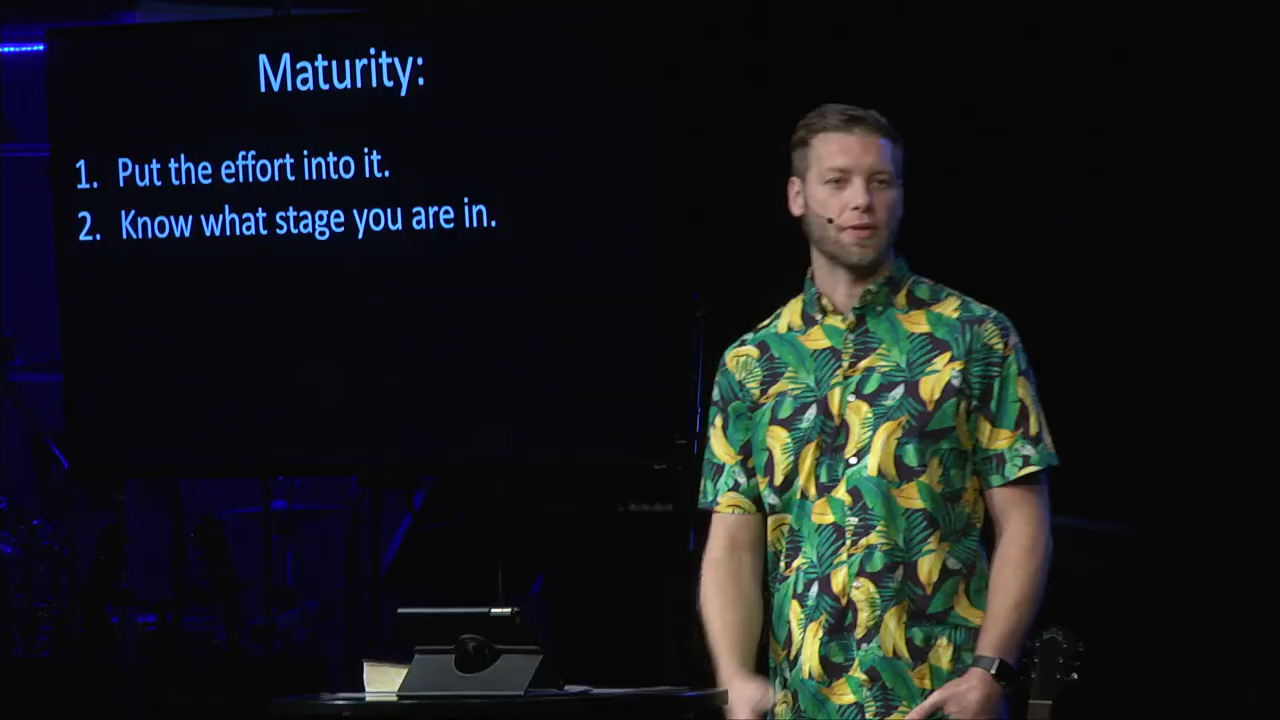 Maturity:
1. Put the effort into it.
2. Know what stage you are in.